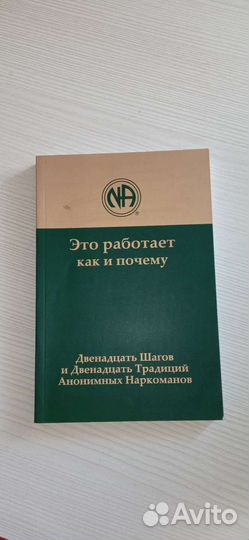 NA
®
Это работает
как и почему
Двенадцать Шагов
и Двенадцать Традиций
Анонимных Наркоманов
Avito